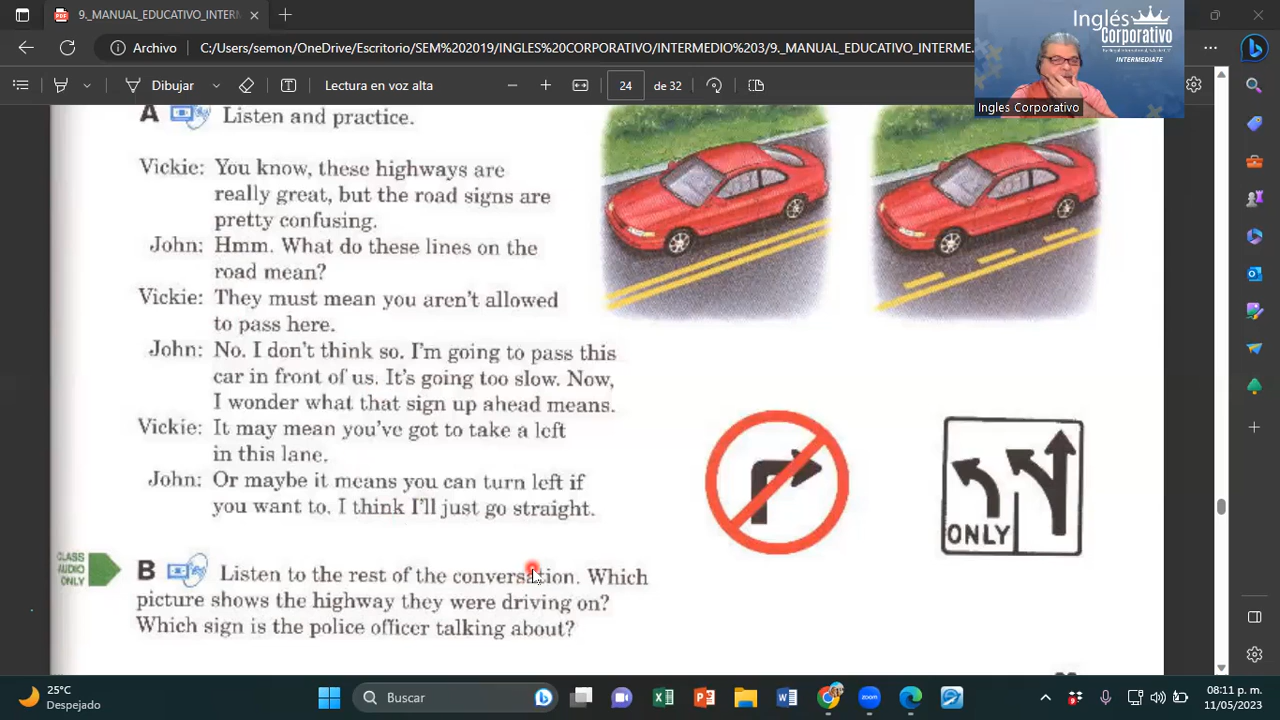 9._MANUAL_EDUCATIVO_INTERM
Archivo
C:/Users/semon/OneDrive/Escritorio/SEM%202019/INGLES%20CORPORATIVO/INTERMEDIO%203/9._MANUAL_EDUCATIVO_INTERME...
Dibujar
Lectura en voz alta
24
de 32
Inglés
Corporativo
INTERMEDIATE
Ingles Corporativo
A Listen and practice.
Vickie: You know, these highways are
really great, but the road signs are
pretty confusing.
John: Hmm. What do these lines on the
road mean?
Vickie: They must mean you aren't allowed
to pass here.
John: No. I don't think so. I'm going to pass this
car in front of us. It's going too slow. Now,
I wonder what that sign up ahead means.
Vickie: It may mean you've got to take a left
in this lane.
John: Or maybe it means you can turn left if
you want to. I think I'll just go straight.
ONLY
CLASS
AUDIO
ONLY
B Listen to the rest of the conversation. Which
picture shows the highway they were driving on?
Which sign is the police officer talking about?
25°C
Despejado
Buscar
zoom
08:11 p. m.
11/05/2023